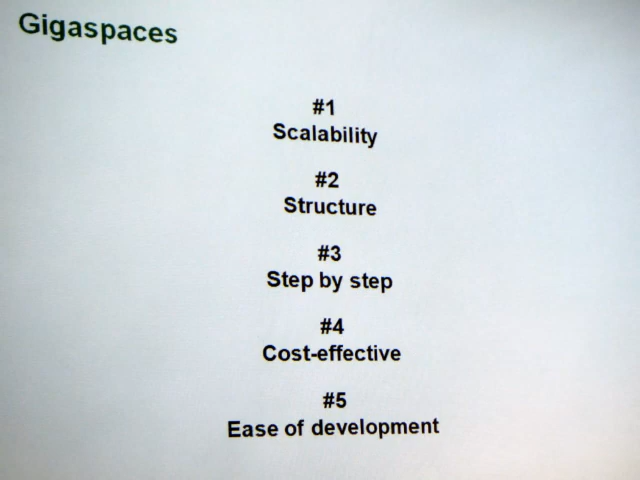 Gigaspaces
#1
Scalability
#2
Structure
#3
Step by step
#4
Cost-effective
#5
Ease of development